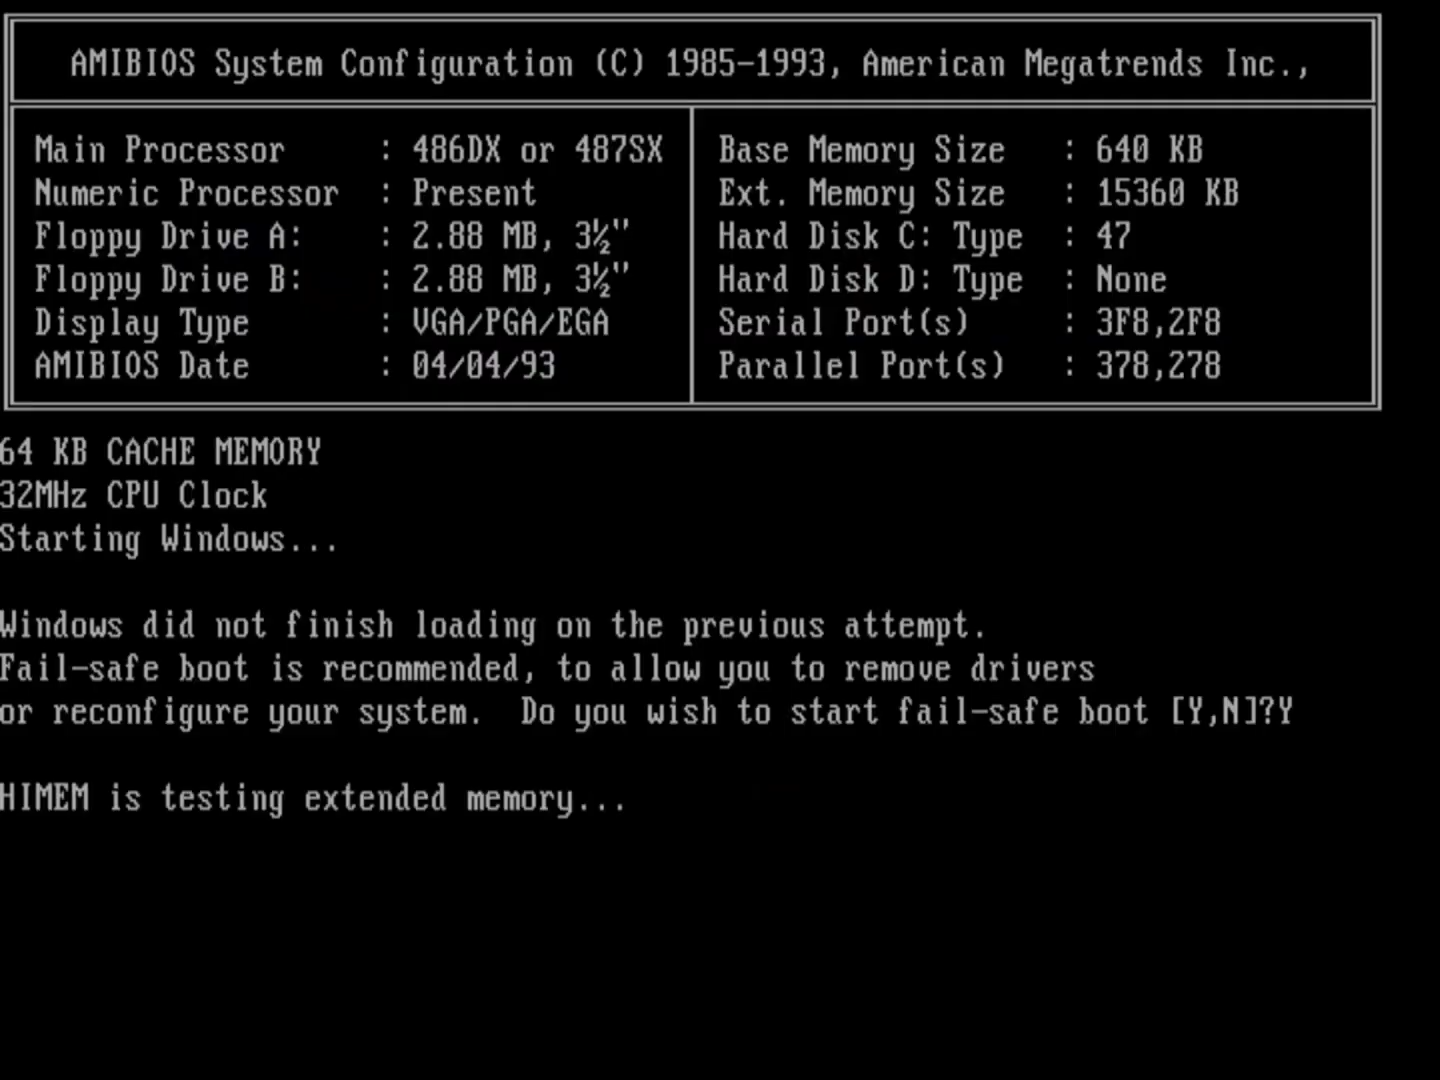 AMIBIOS System Configuration (C) 1985-1993, American Megatrends Inc.,
Main Processor : 486DX or 487SX
Numeric Processor : Present
Floppy Drive A: : 2.88 MB, 3½"
Floppy Drive B: : 2.88 MB, 3½"
Display Type : VGA/PGA/EGA
AMIBIOS Date : 04/04/93
Base Memory Size : 640 KB
Ext. Memory Size : 15360 KB
Hard Disk C: Type : 47
Hard Disk D: Type : None
Serial Port(s) : 3F8,2F8
Parallel Port(s) : 378,278
64 KB CACHE MEMORY
32MHz CPU Clock
Starting Windows...
Windows did not finish loading on the previous attempt.
Fail-safe boot is recommended, to allow you to remove drivers
or reconfigure your system.  Do you wish to start fail-safe boot [Y,N]?Y
HIMEM is testing extended memory...